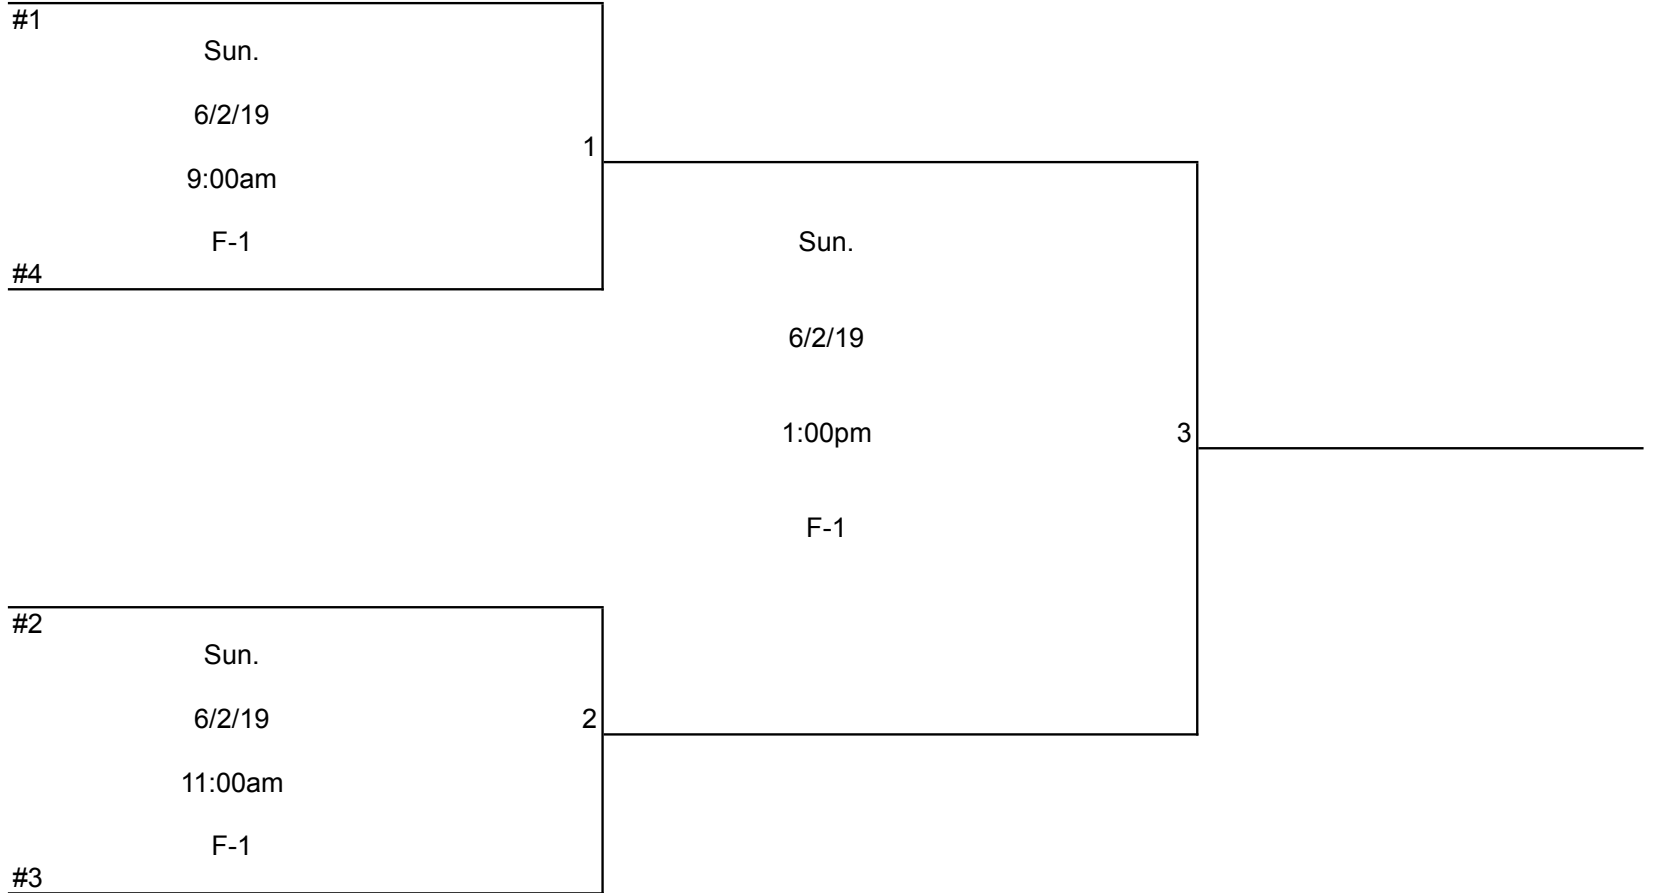 #1
Sun.
6/2/19
1
9:00am
F-1
#4
Sun.
6/2/19
1:00pm
3
F-1
#2
Sun.
6/2/19
2
11:00am
F-1
#3